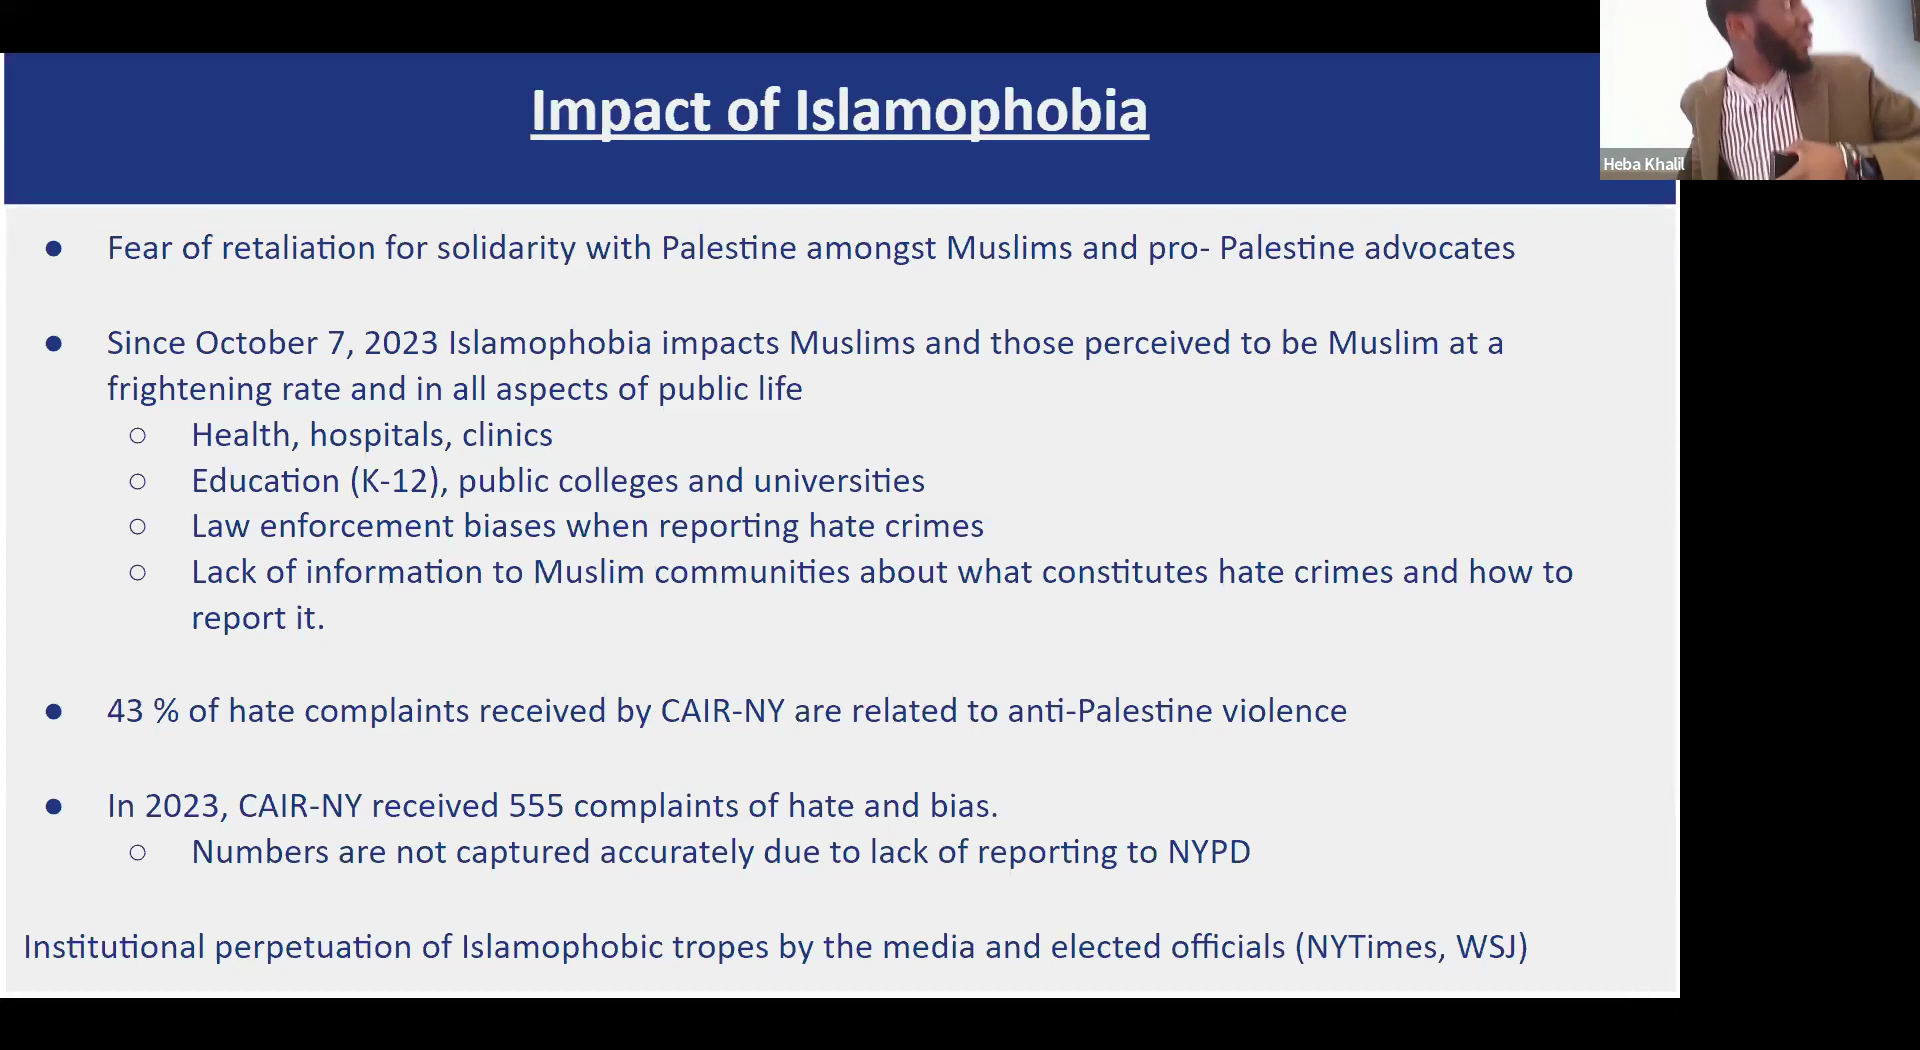 Impact of Islamophobia
Heba Khalil
● Fear of retaliation for solidarity with Palestine amongst Muslims and pro- Palestine advocates
● Since October 7, 2023 Islamophobia impacts Muslims and those perceived to be Muslim at a
frightening rate and in all aspects of public life
○ Health, hospitals, clinics
○ Education (K-12), public colleges and universities
○ Law enforcement biases when reporting hate crimes
○ Lack of information to Muslim communities about what constitutes hate crimes and how to
report it.
● 43 % of hate complaints received by CAIR-NY are related to anti-Palestine violence
● In 2023, CAIR-NY received 555 complaints of hate and bias.
○ Numbers are not captured accurately due to lack of reporting to NYPD
Institutional perpetuation of Islamophobic tropes by the media and elected officials (NYTimes, WSJ)